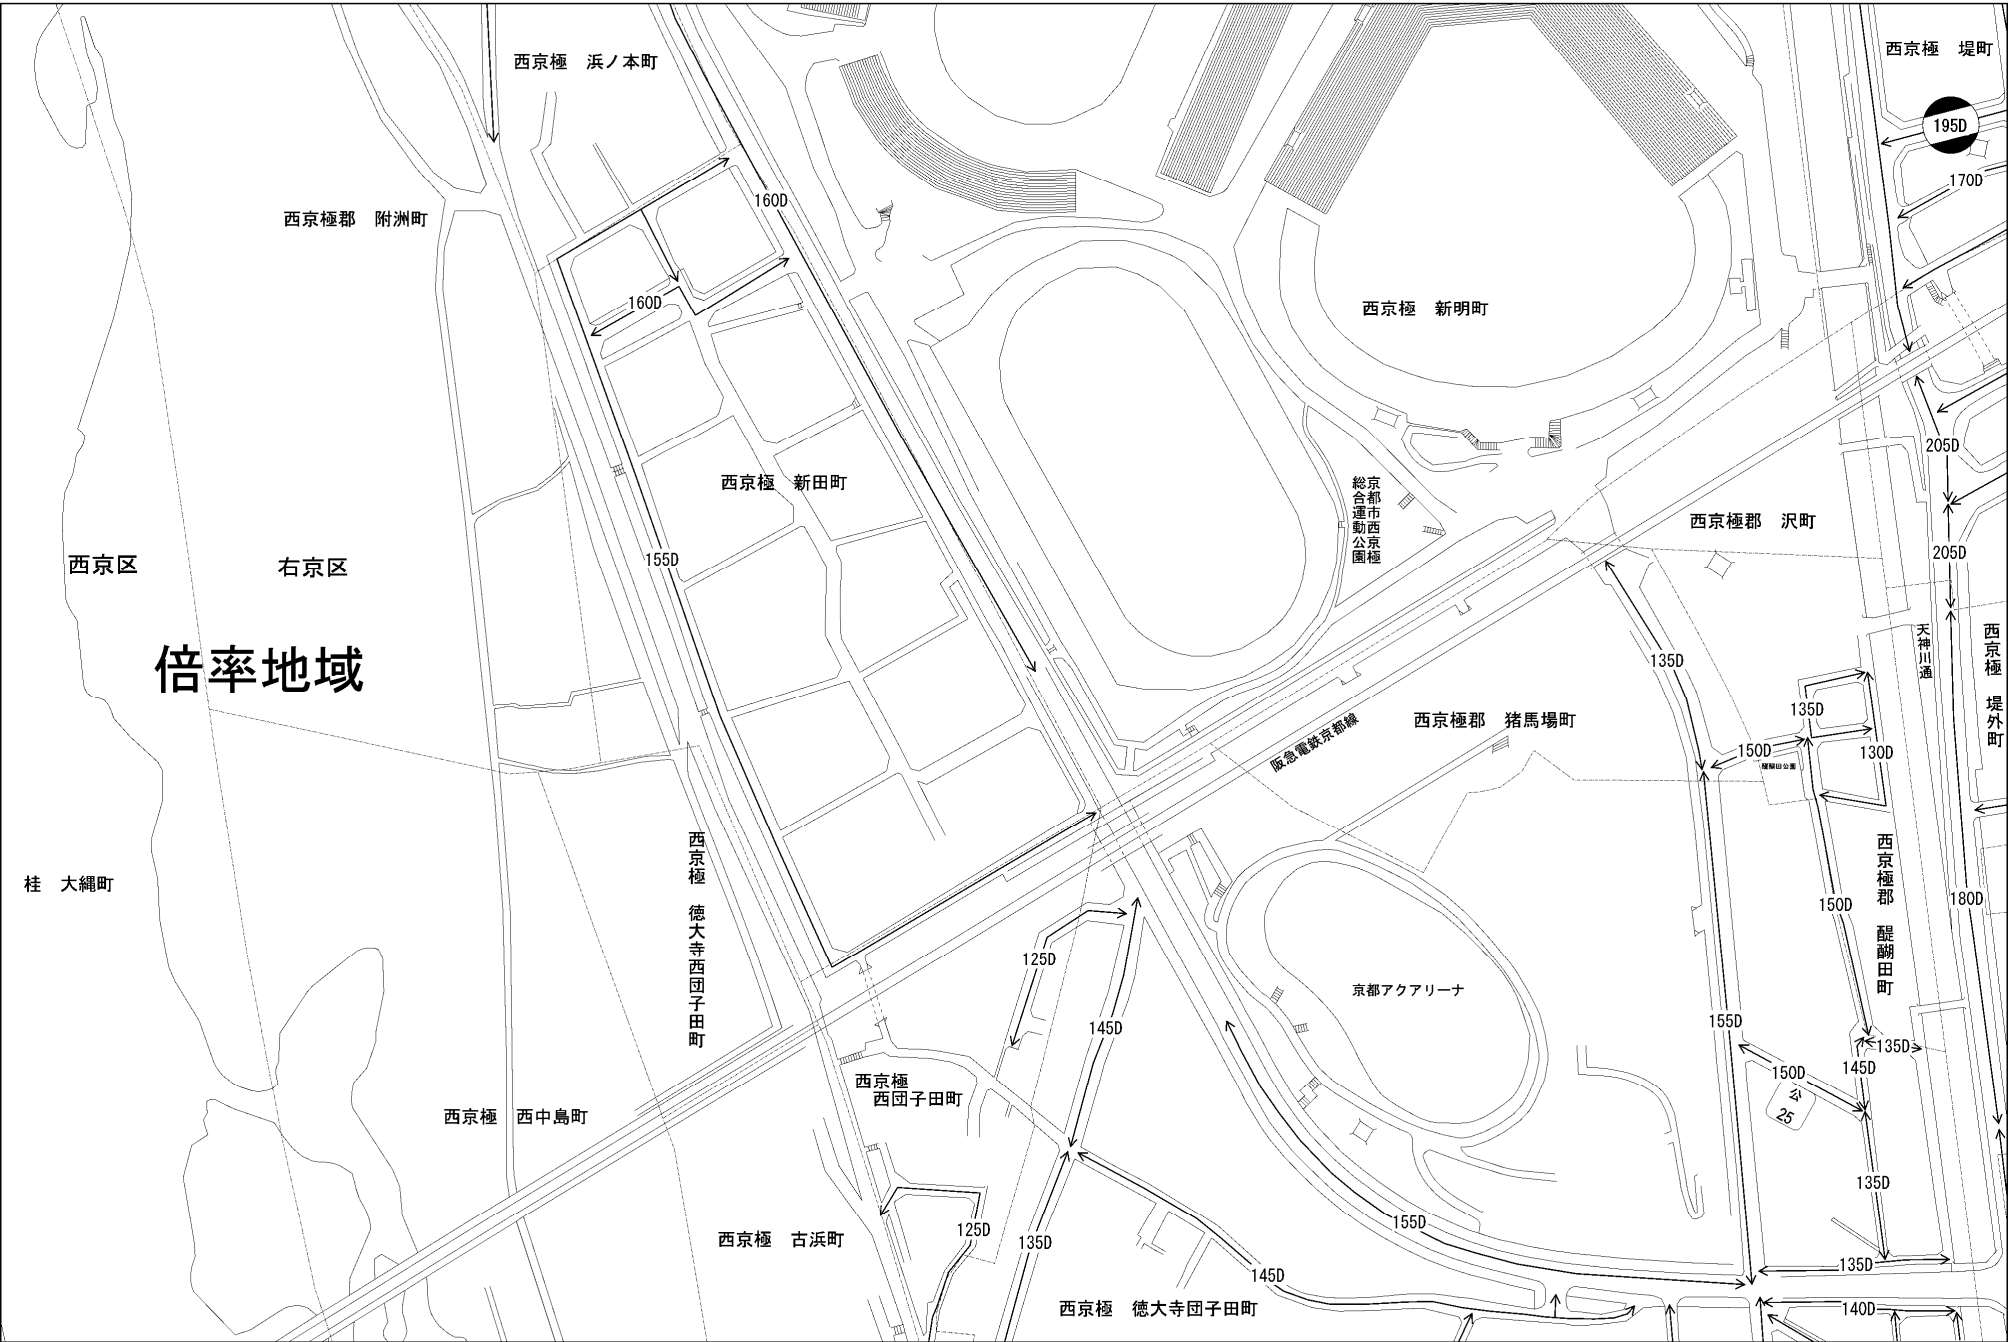 西京極　浜ノ本町
西京極　堤町
195D
170D
160D
西京極郡　附洲町
160D
西京極　新明町
205D
西京極　新田町
京都市西京極
総合運動公園
西京極郡　沢町
205D
155D
西京区
右京区
倍率地域
天神川通
西京極　堤外町
135D
135D
西京極郡　猪馬場町
阪急電鉄京都線
150D
130D
醍醐田公園
西京極　徳大寺西団子田町
西京極郡　醍醐田町
桂　大縄町
150D
180D
125D
京都アクアリーナ
145D
155D
135D
145D
150D
公
25
西京極
西団子田町
西京極　西中島町
135D
155D
125D
135D
西京極　古浜町
145D
135D
西京極　徳大寺団子田町
140D